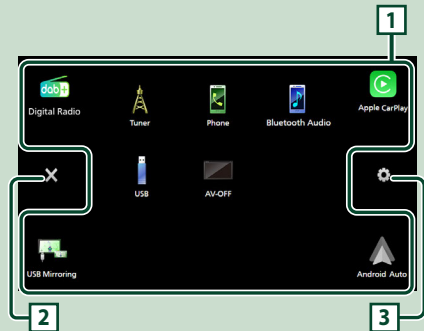 1
dab+
Digital Radio
Tuner
Phone
Bluetooth Audio
Apple CarPlay
USB
AV-OFF
USB Mirroring
Android Auto
2
3